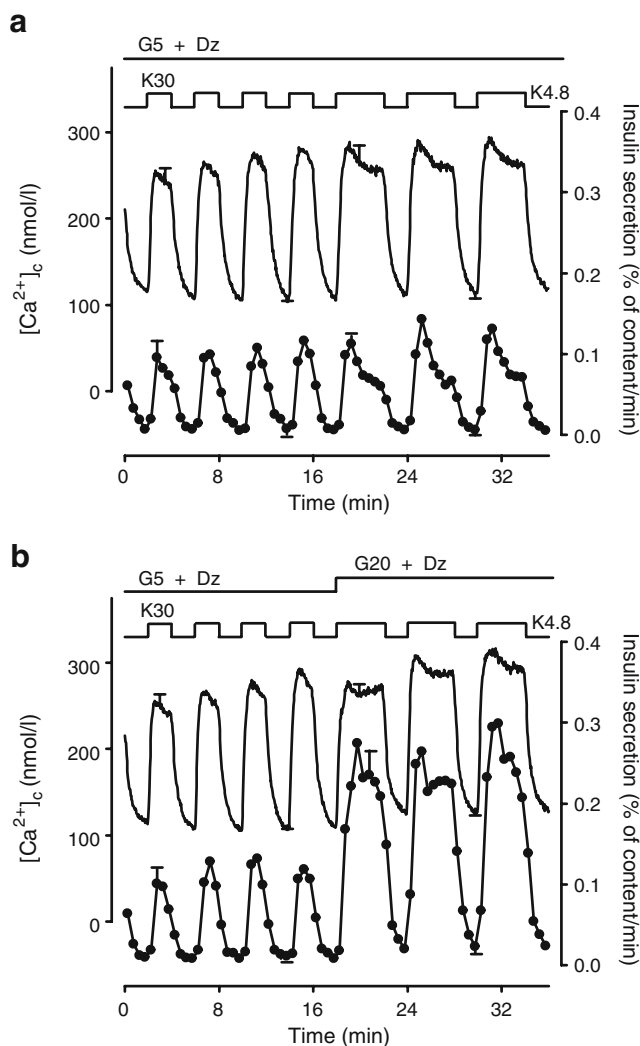 a
G5 + Dz
K30
K4.8
300
200
100
0
[Ca2+]c (nmol/l)
0.4
0.3
0.2
0.1
0.0
Insulin secretion (% of content/min)
0 8 16 24 32
Time (min)
b
G5 + Dz
G20 + Dz
K30
K4.8
300
200
100
0
[Ca2+]c (nmol/l)
0.4
0.3
0.2
0.1
0.0
Insulin secretion (% of content/min)
0 8 16 24 32
Time (min)